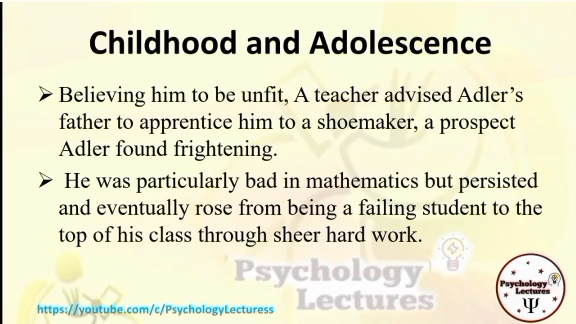 Childhood and Adolescence
➢ Believing him to be unfit, A teacher advised Adler's
father to apprentice him to a shoemaker, a prospect
Adler found frightening.
➢ He was particularly bad in mathematics but persisted
and eventually rose from being a failing student to the
top of his class through sheer hard work.
Psychology
Lectures
https://youtube.com/c/PsychologyLecturess
Psychology
Lectures
Ψ